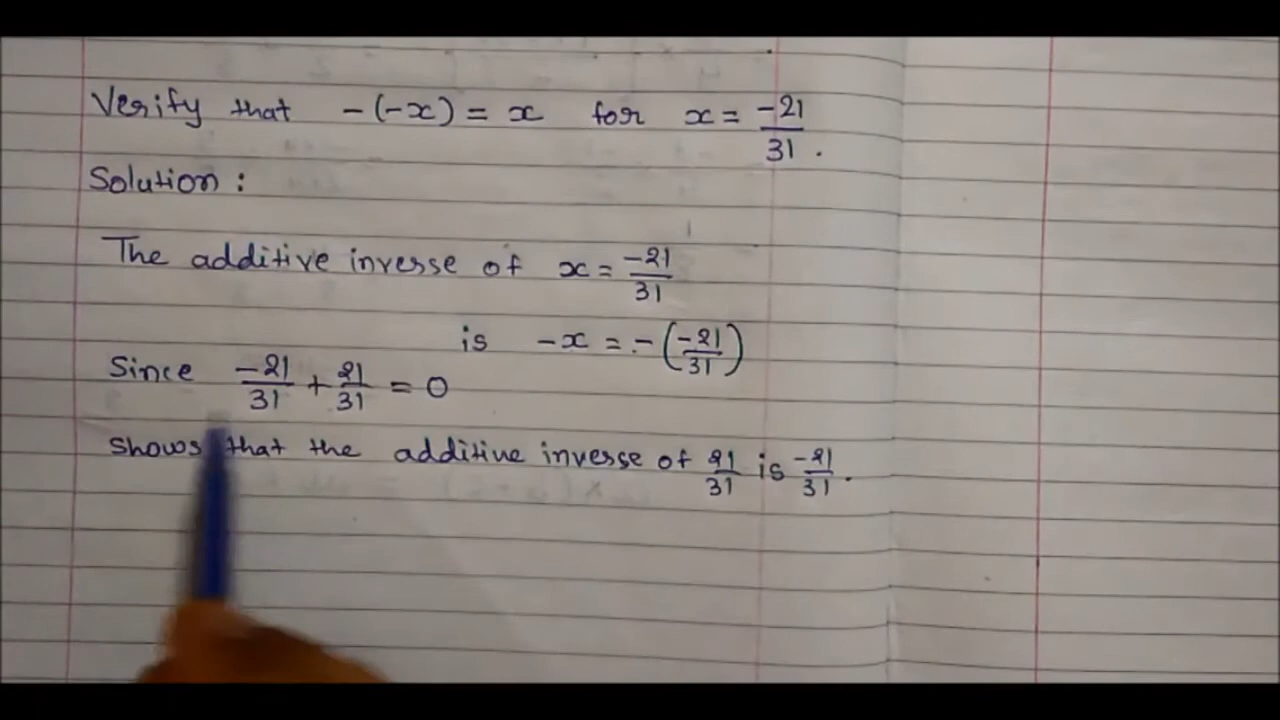 Verify that -(-x) = x for x = -21/31.
Solution:
The additive inverse of x = -21/31
is -x = -(-21/31)
Since -21/31 + 21/31 = 0
Shows that the additive inverse of 21/31 is -21/31.